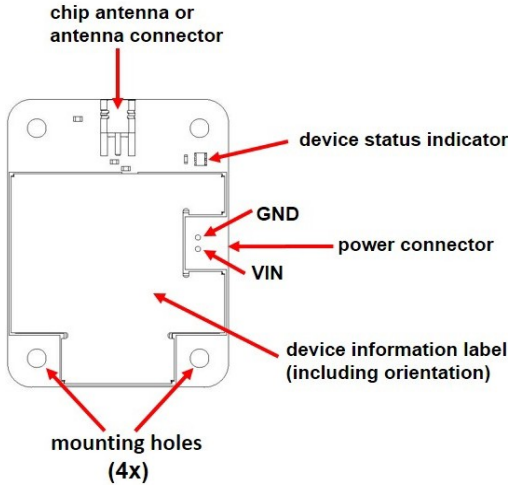 chip antenna or
antenna connector
device status indicator
GND
power connector
VIN
device information label
(including orientation)
mounting holes
(4x)